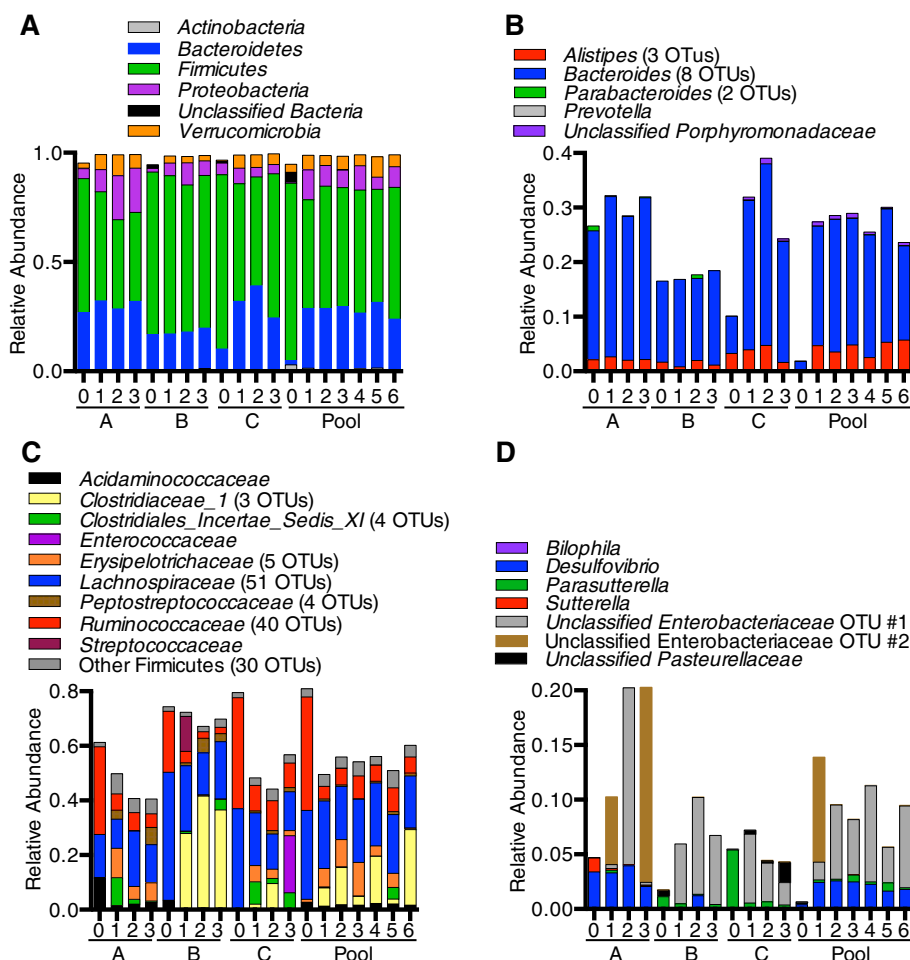 A
Actinobacteria
Bacteroidetes
Firmicutes
Proteobacteria
Unclassified Bacteria
Verrucomicrobia
Relative Abundance
1.0
0.5
0.0
0 1 2 3 0 1 2 3 0 1 2 3 0 1 2 3 4 5 6
A B C Pool
B
Alistipes (3 OTus)
Bacteroides (8 OTUs)
Parabacteroides (2 OTUs)
Prevotella
Unclassified Porphyromonadaceae
Relative Abundance
0.4
0.3
0.2
0.1
0.0
0 1 2 3 0 1 2 3 0 1 2 3 0 1 2 3 4 5 6
A B C Pool
C
Acidaminococcaceae
Clostridiaceae_1 (3 OTUs)
Clostridiales_Incertae_Sedis_XI (4 OTUs)
Enterococcaceae
Erysipelotrichaceae (5 OTUs)
Lachnospiraceae (51 OTUs)
Peptostreptococcaceae (4 OTUs)
Ruminococcaceae (40 OTUs)
Streptococcaceae
Other Firmicutes (30 OTUs)
Relative Abundance
0.8
0.6
0.4
0.2
0.0
0 1 2 3 0 1 2 3 0 1 2 3 0 1 2 3 4 5 6
A B C Pool
D
Bilophila
Desulfovibrio
Parasutterella
Sutterella
Unclassified Enterobacteriaceae OTU #1
Unclassified Enterobacteriaceae OTU #2
Unclassified Pasteurellaceae
Relative Abundance
0.20
0.15
0.10
0.05
0.00
0 1 2 3 0 1 2 3 0 1 2 3 0 1 2 3 4 5 6
A B C Pool